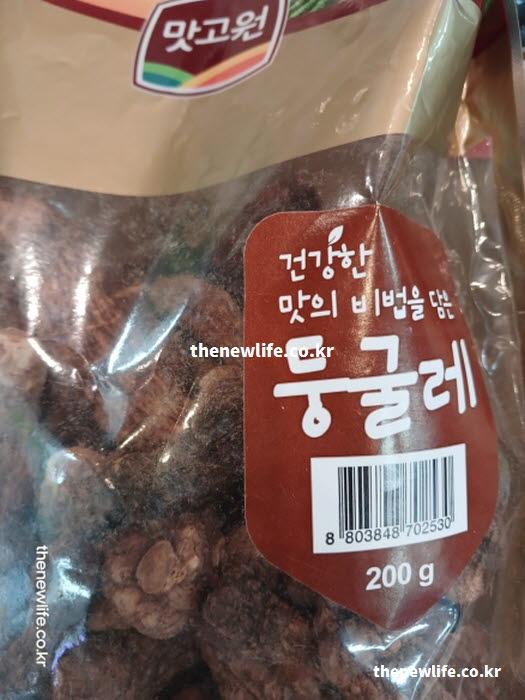 맛고원
건강한
맛의 비법을 담은
thenewlife.co.kr
둥굴레
8 803848 702530
200 g
thenewlife.co.kr
thenewlife.co.kr